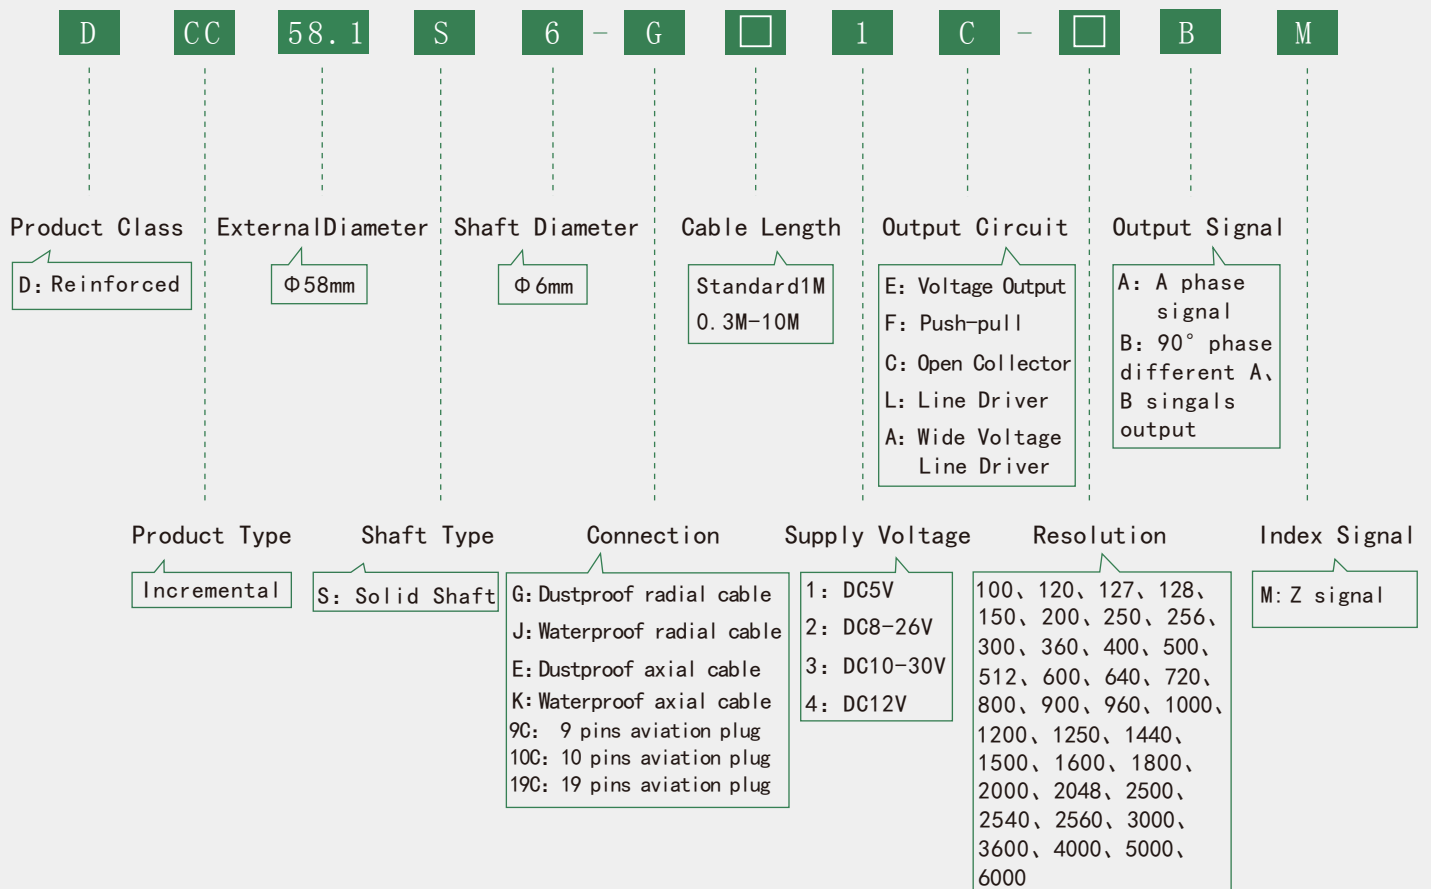 D CC 58.1 S 6 - G □ 1 C - □ B M
Product Class
D: Reinforced
ExternalDiameter
Φ58mm
Shaft Diameter
Φ6mm
Cable Length
Standard1M
0.3M-10M
Output Circuit
E: Voltage Output
F: Push-pull
C: Open Collector
L: Line Driver
A: Wide Voltage
Line Driver
Output Signal
A: A phase
signal
B: 90° phase
different A、
B singals
output
Product Type
Incremental
Shaft Type
S: Solid Shaft
Connection
G: Dustproof radial cable
J: Waterproof radial cable
E: Dustproof axial cable
K: Waterproof axial cable
9C: 9 pins aviation plug
10C: 10 pins aviation plug
19C: 19 pins aviation plug
Supply Voltage
1: DC5V
2: DC8-26V
3: DC10-30V
4: DC12V
Resolution
100、120、127、128、
150、200、250、256、
300、360、400、500、
512、600、640、720、
800、900、960、1000、
1200、1250、1440、
1500、1600、1800、
2000、2048、2500、
2540、2560、3000、
3600、4000、5000、
6000
Index Signal
M: Z signal